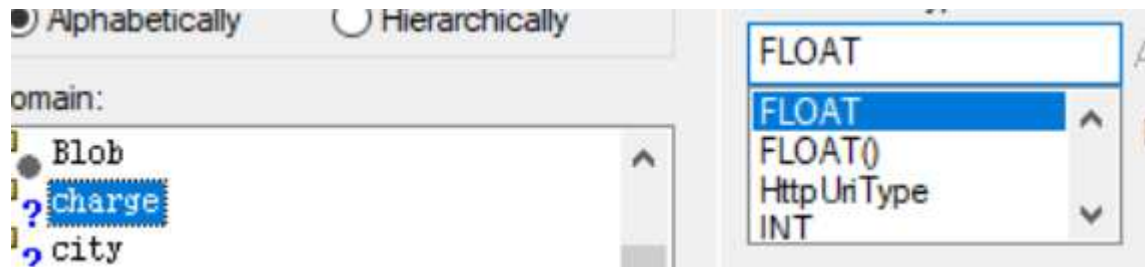 Alphabetically Hierarchically
omain:
Blob
charge
city
FLOAT
FLOAT
FLOAT()
HttpUriType
INT